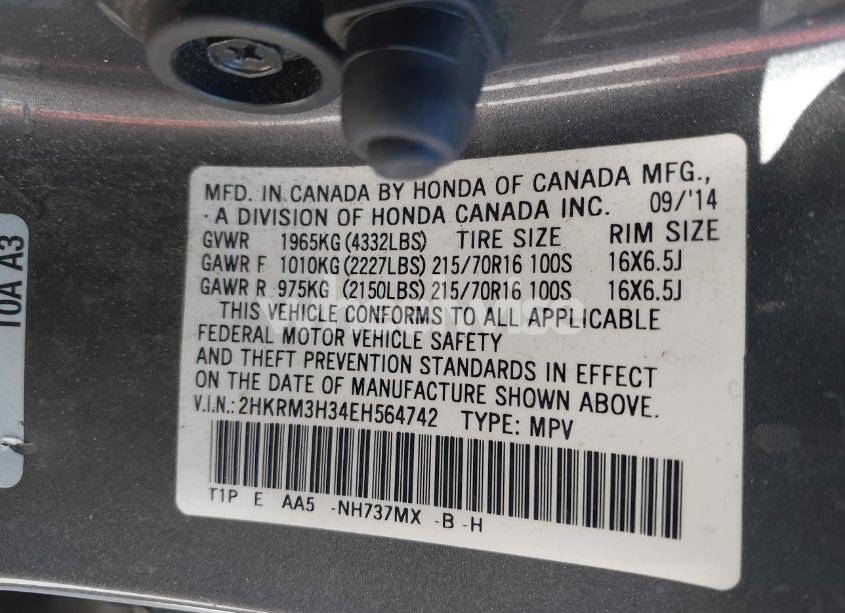 MFD. IN CANADA BY HONDA OF CANADA MFG.,
A DIVISION OF HONDA CANADA INC. 09/'14
GVWR 1965KG (4332LBS) TIRE SIZE RIM SIZE
GAWR F 1010KG (2227LBS) 215/70R16 100S 16X6.5J
GAWR R 975KG (2150LBS) 215/70R16 100S 16X6.5J
THIS VEHICLE CONFORMS TO ALL APPLICABLE
FEDERAL MOTOR VEHICLE SAFETY
AND THEFT PREVENTION STANDARDS IN EFFECT
ON THE DATE OF MANUFACTURE SHOWN ABOVE.
V.I.N.: 2HKRM3H34EH564742 TYPE: MPV
T1P E AA5 -NH737MX -B -H
10A A3